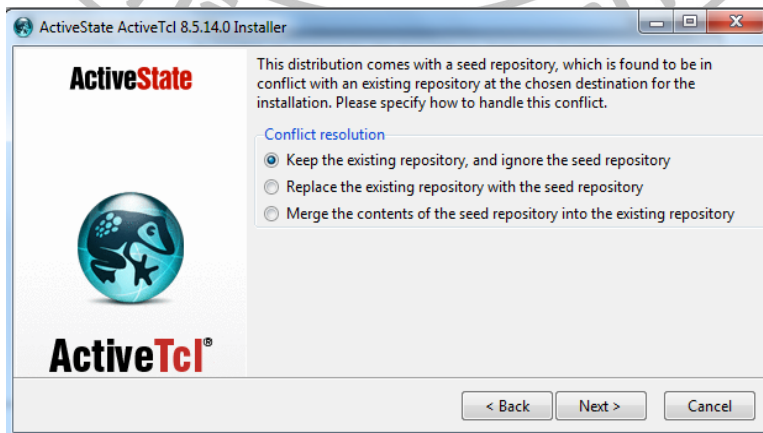 ActiveState ActiveTcl 8.5.14.0 Installer
ActiveState
This distribution comes with a seed repository, which is found to be in
conflict with an existing repository at the chosen destination for the
installation. Please specify how to handle this conflict.
Conflict resolution
Keep the existing repository, and ignore the seed repository
Replace the existing repository with the seed repository
Merge the contents of the seed repository into the existing repository
ActiveTcl®
< Back
Next >
Cancel